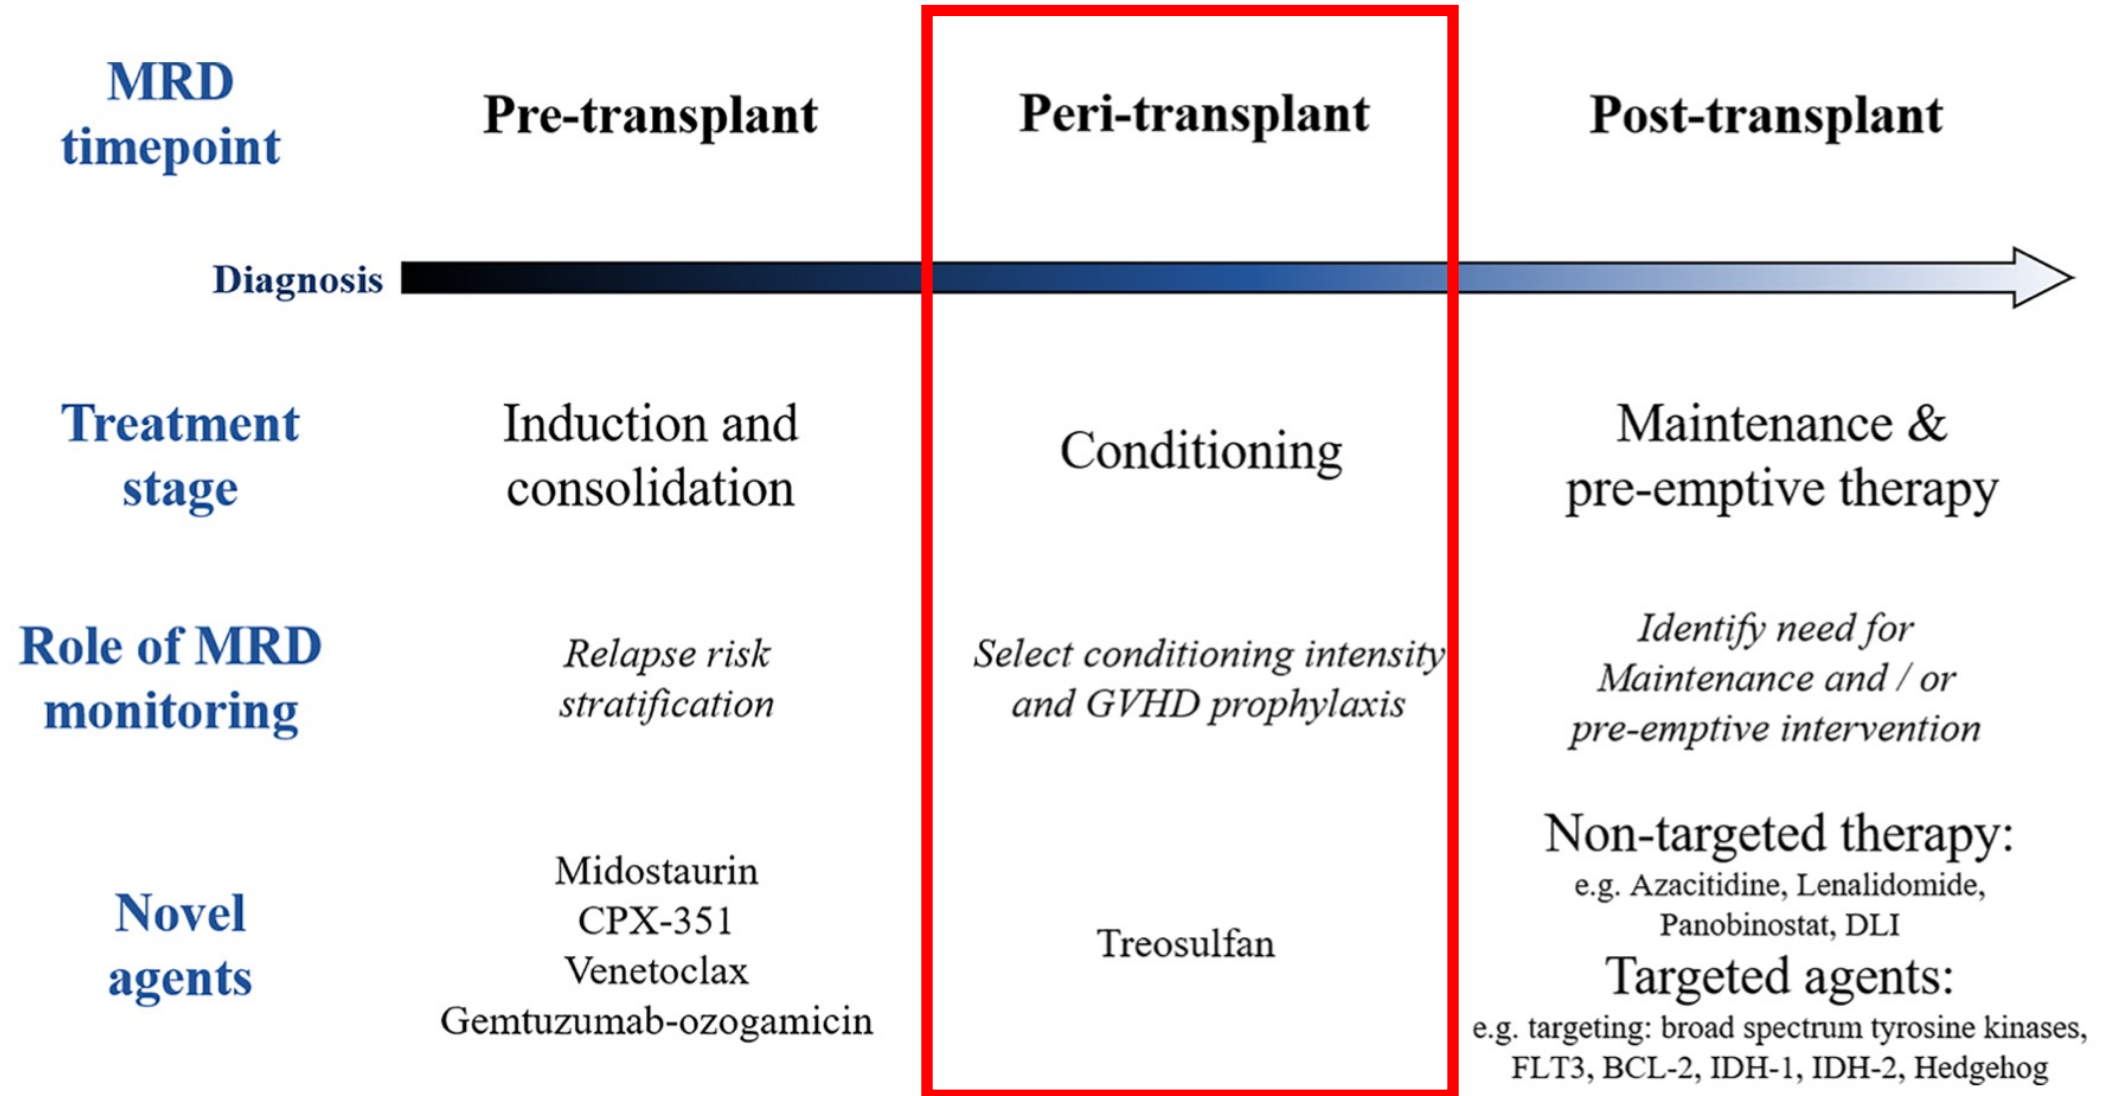 MRD
timepoint
Pre-transplant
Peri-transplant
Post-transplant
Diagnosis
Treatment
stage
Induction and
consolidation
Conditioning
Maintenance &
pre-emptive therapy
Role of MRD
monitoring
Relapse risk
stratification
Select conditioning intensity
and GVHD prophylaxis
Identify need for
Maintenance and / or
pre-emptive intervention
Novel
agents
Midostaurin
CPX-351
Venetoclax
Gemtuzumab-ozogamicin
Treosulfan
Non-targeted therapy:
e.g. Azacitidine, Lenalidomide,
Panobinostat, DLI
Targeted agents:
e.g. targeting: broad spectrum tyrosine kinases,
FLT3, BCL-2, IDH-1, IDH-2, Hedgehog